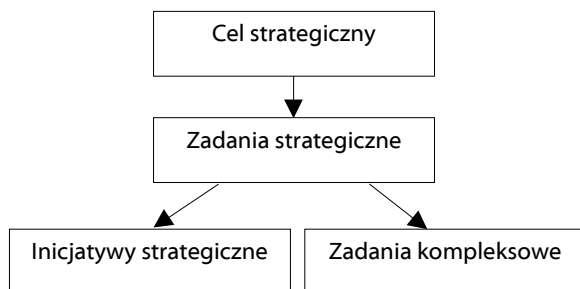 Cel strategiczny
Zadania strategiczne
Inicjatywy strategiczne
Zadania kompleksowe